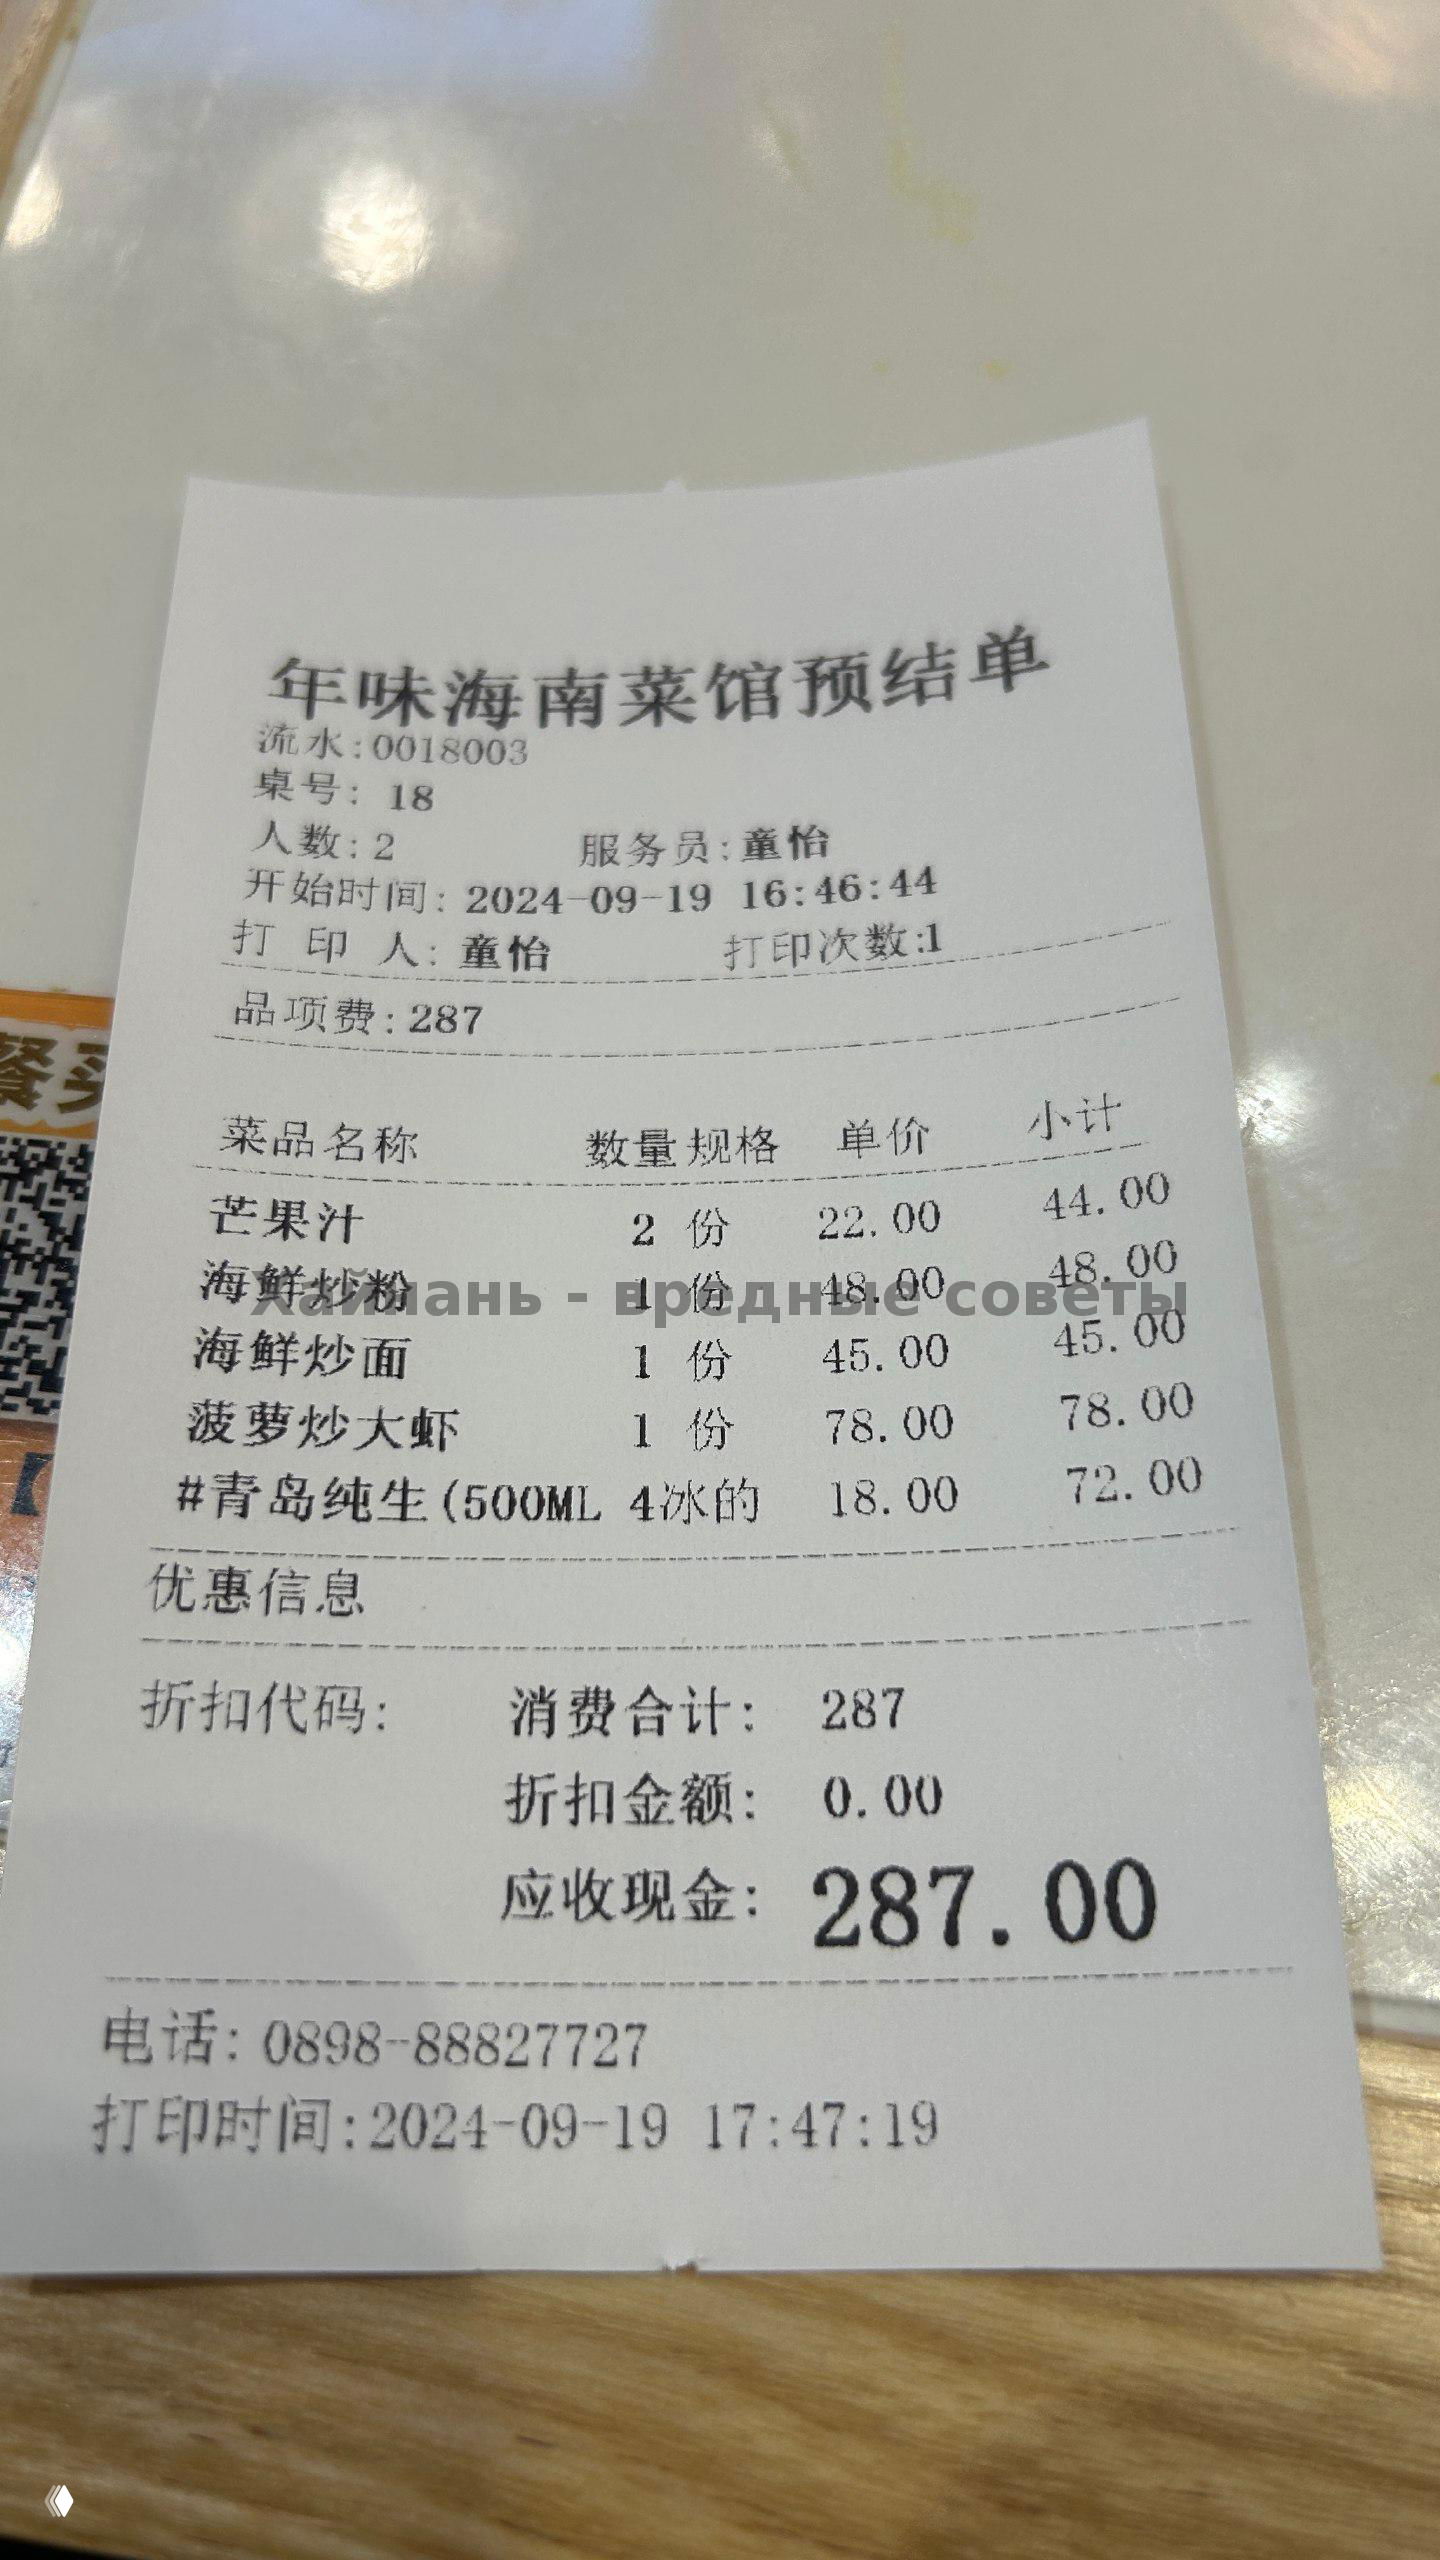 年味海南菜馆预结单
流水:0018003
桌号: 18
人数: 2 服务员:童怡
开始时间: 2024-09-19 16:46:44
打 印 人: 童怡 打印次数:1
品项费: 287
菜品名称 数量 规格 单价 小计
芒果汁 2 份 22.00 44.00
海鲜炒粉 1 份 48.00 48.00
Хайнань - вредные советы
海鲜炒面 1 份 45.00 45.00
菠萝炒大虾 1 份 78.00 78.00
#青岛纯生(500ML 4冰的 18.00 72.00
优惠信息
折扣代码: 消费合计: 287
折扣金额: 0.00
应收现金: 287.00
电话: 0898-88827727
打印时间:2024-09-19 17:47:19
餐